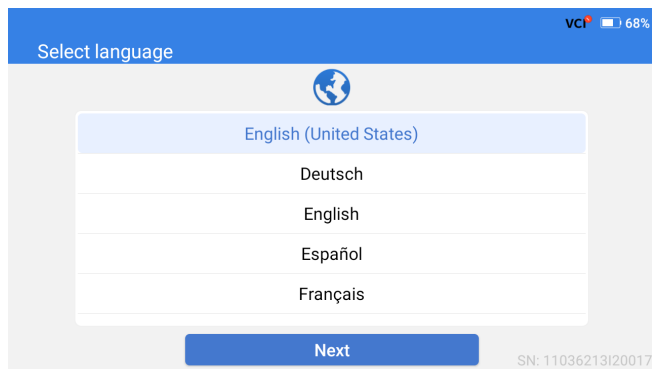 VCI 68%
Select language
English (United States)
Deutsch
English
Español
Français
Next
SN: 11036213I20017